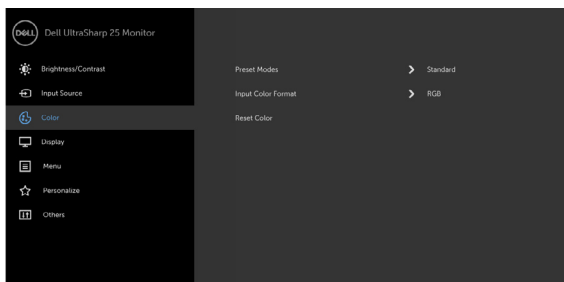 DELL Dell UltraSharp 25 Monitor
Brightness/Contrast
Input Source
Color
Display
Menu
Personalize
Others
Preset Modes Standard
Input Color Format RGB
Reset Color